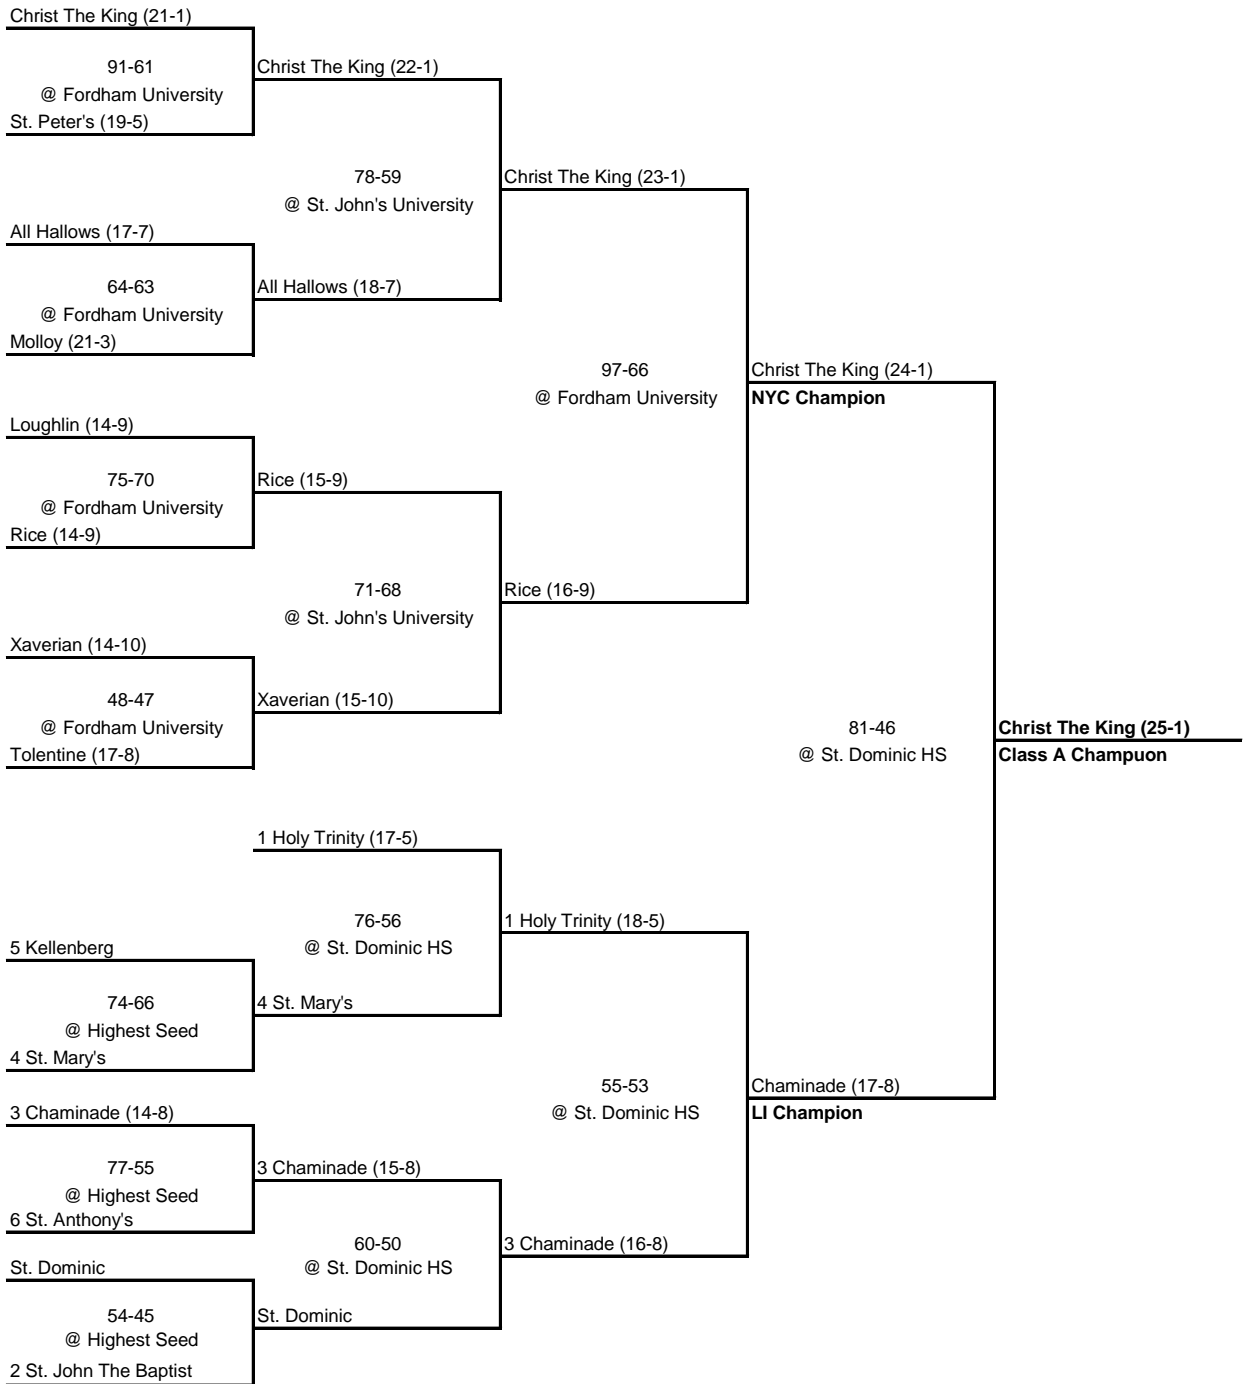 Christ The King (21-1)
91-61
@ Fordham University
St. Peter's (19-5)
Christ The King (22-1)
78-59
@ St. John's University
All Hallows (17-7)
64-63
@ Fordham University
Molloy (21-3)
All Hallows (18-7)
Christ The King (23-1)
97-66
@ Fordham University
Loughlin (14-9)
75-70
@ Fordham University
Rice (14-9)
Rice (15-9)
71-68
@ St. John's University
Xaverian (14-10)
48-47
@ Fordham University
Tolentine (17-8)
Xaverian (15-10)
Rice (16-9)
Christ The King (24-1)
NYC Champion
81-46
@ St. Dominic HS
Christ The King (25-1)
Class A Champuon
1 Holy Trinity (17-5)
76-56
@ St. Dominic HS
5 Kellenberg
74-66
@ Highest Seed
4 St. Mary's
4 St. Mary's
1 Holy Trinity (18-5)
55-53
@ St. Dominic HS
3 Chaminade (14-8)
77-55
@ Highest Seed
6 St. Anthony's
3 Chaminade (15-8)
60-50
@ St. Dominic HS
St. Dominic
54-45
@ Highest Seed
2 St. John The Baptist
St. Dominic
3 Chaminade (16-8)
Chaminade (17-8)
LI Champion